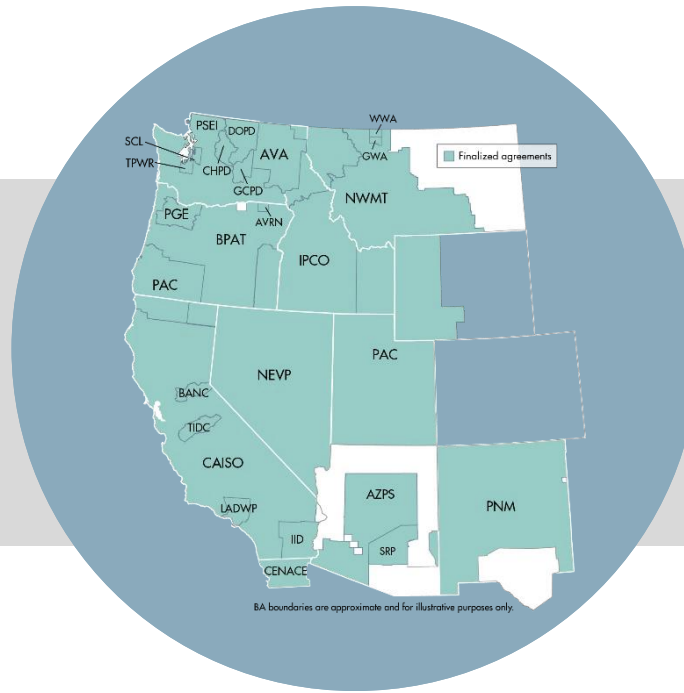 WWA
PSEI
DOPD
SCL
AVA
GWA
Finalized agreements
TPWR
CHPD
GCPD
NWMT
PGE
AVRN
BPAT
IPCO
PAC
PAC
NEVP
BANC
TIDC
CAISO
AZPS
LADWP
PNM
IID
SRP
CENACE
BA boundaries are approximate and for illustrative purposes only.